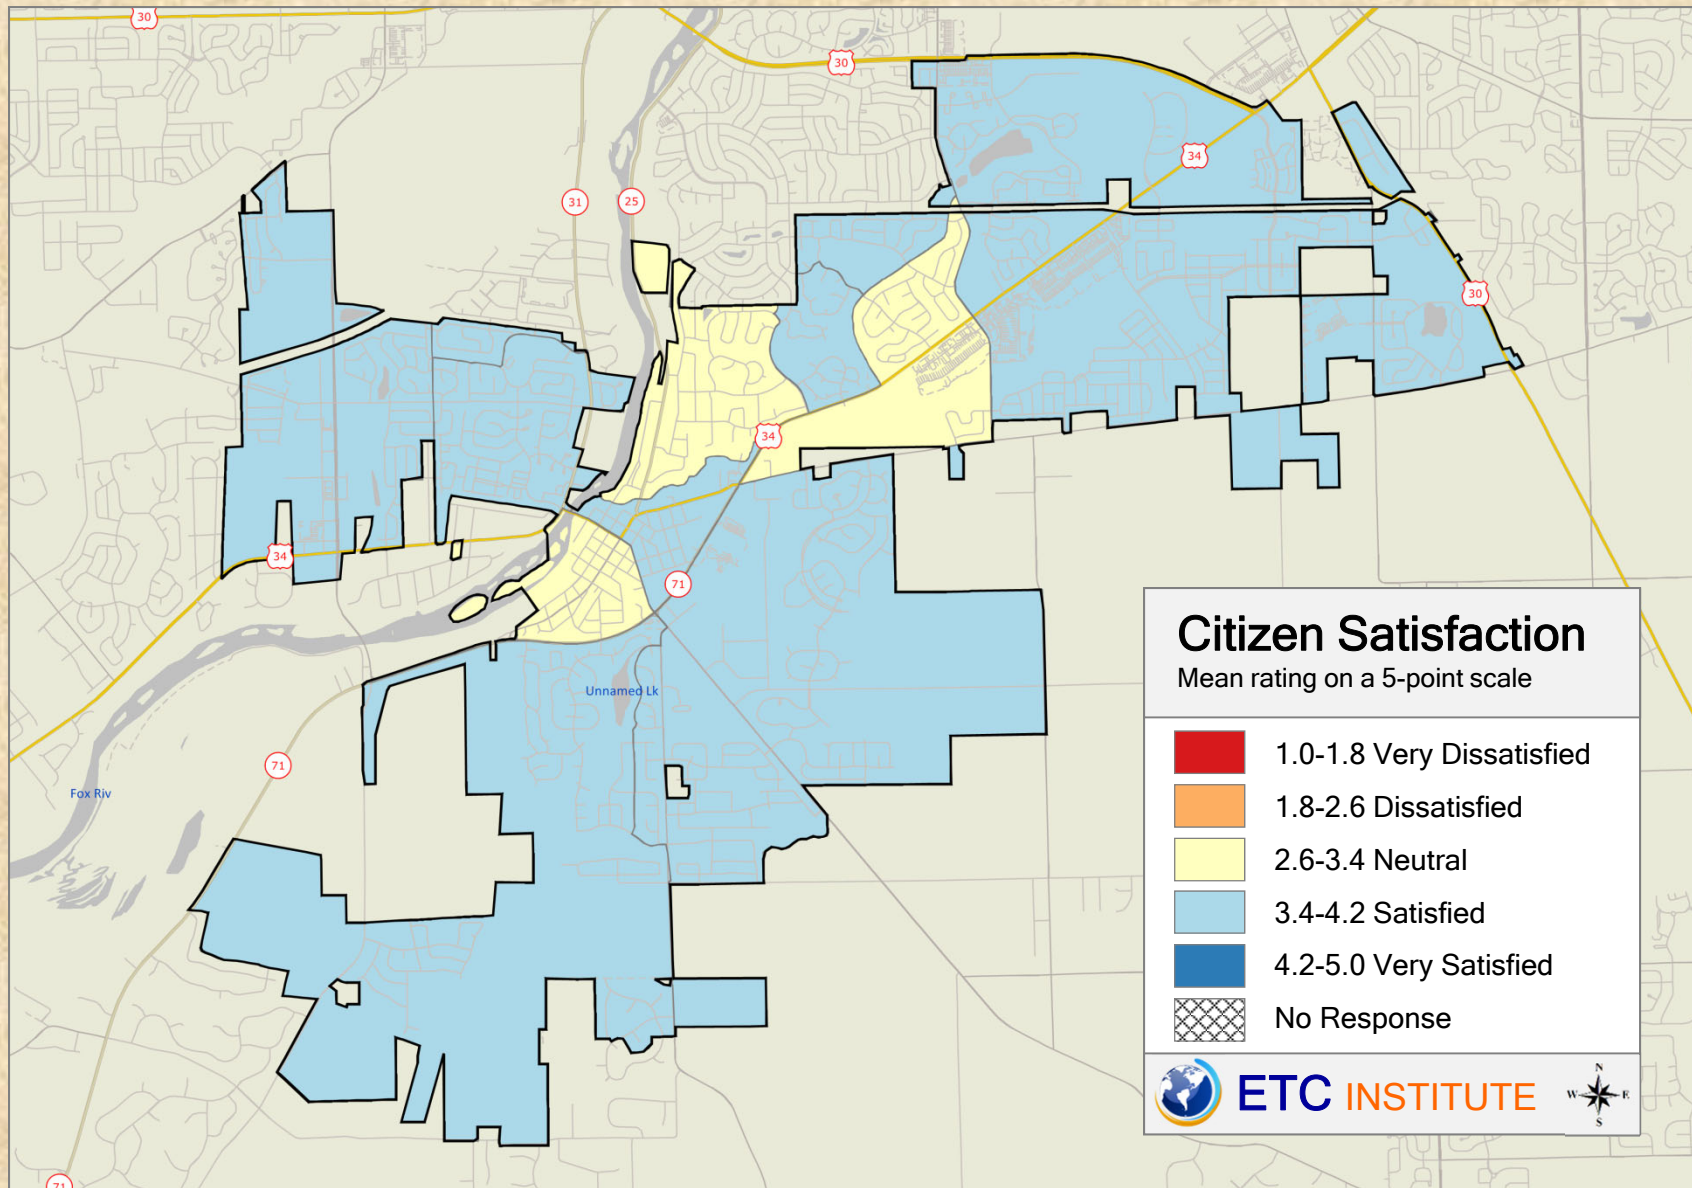 30
30
34
31
25
30
34
34
71
Unnamed Lk
71
Fox Riv
71
Citizen Satisfaction
Mean rating on a 5-point scale
1.0-1.8 Very Dissatisfied
1.8-2.6 Dissatisfied
2.6-3.4 Neutral
3.4-4.2 Satisfied
4.2-5.0 Very Satisfied
No Response
ETC INSTITUTE
N
W E
S